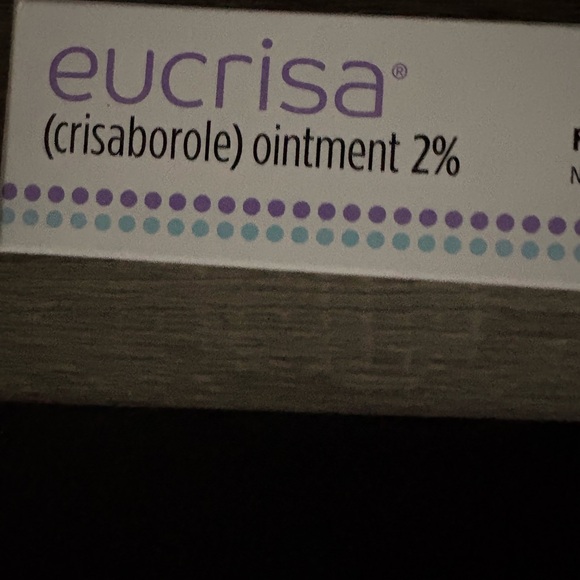 eucrisa®
(crisaborole) ointment 2%